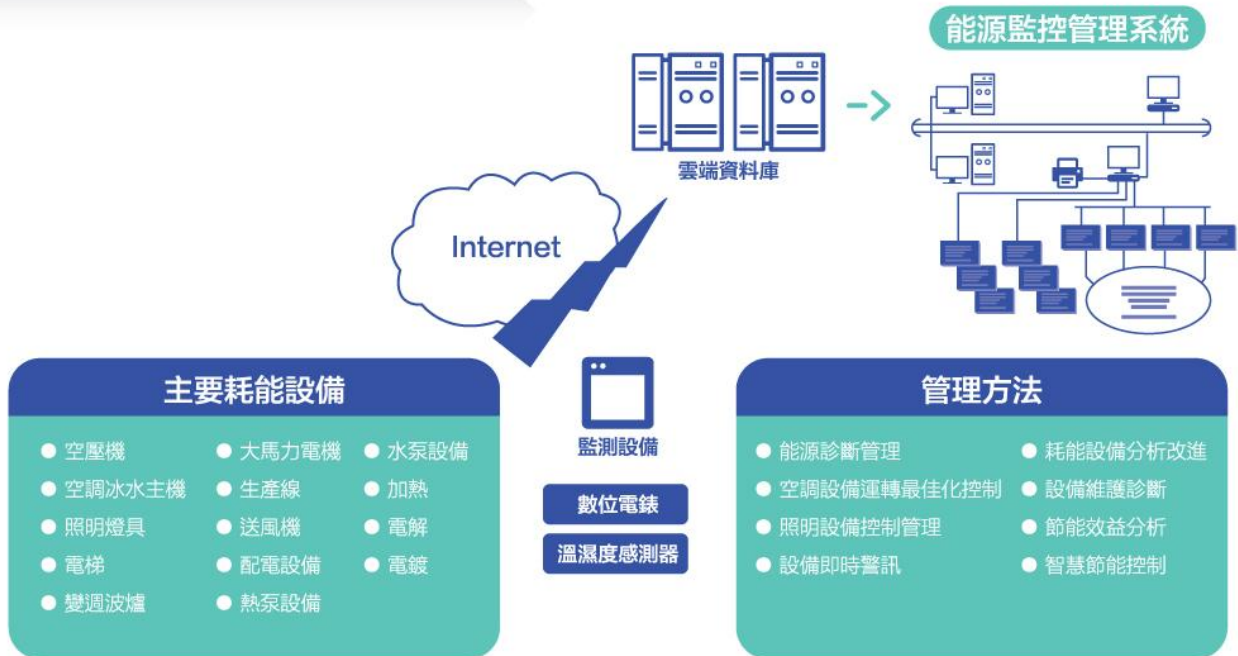 能源監控管理系統
雲端資料庫
Internet
主要耗能設備
空壓機
空調冰水主機
照明燈具
電梯
變週波爐
大馬力電機
生產線
送風機
配電設備
熱泵設備
水泵設備
加熱
電解
電鍍
監測設備
數位電錶
溫濕度感測器
管理方法
能源診斷管理
空調設備運轉最佳化控制
照明設備控制管理
設備即時警訊
耗能設備分析改進
設備維護診斷
節能效益分析
智慧節能控制